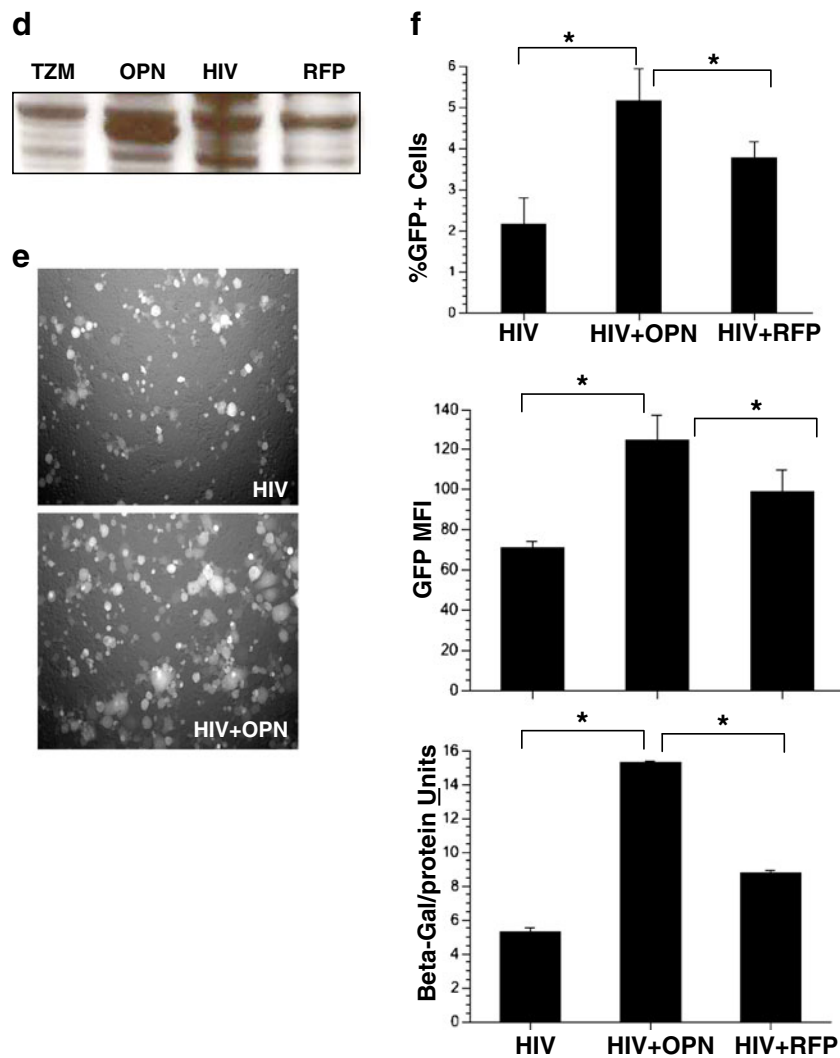 d
TZM OPN HIV RFP
e
HIV
HIV+OPN
f
* *
%GFP+ Cells
6
5
4
3
2
1
0
HIV HIV+OPN HIV+RFP
* *
GFP MFI
140
120
100
80
60
40
20
0
* *
Beta-Gal/protein Units
16
14
12
10
8
6
4
2
0
HIV HIV+OPN HIV+RFP